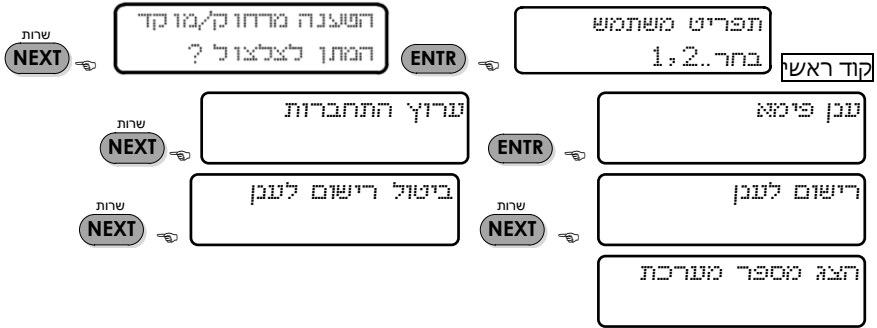 קוד ראשי
תפריט משתמש
בחר..1,2
ENTR
הטענה מרחוק/מוקד
המתן לצלצול ?
שרות
NEXT
ענן פימא
ENTR
ערוץ התחברות
שרות
NEXT
רישום לענן
שרות
NEXT
ביטול רישום לענן
שרות
NEXT
הצג מספר מערכת